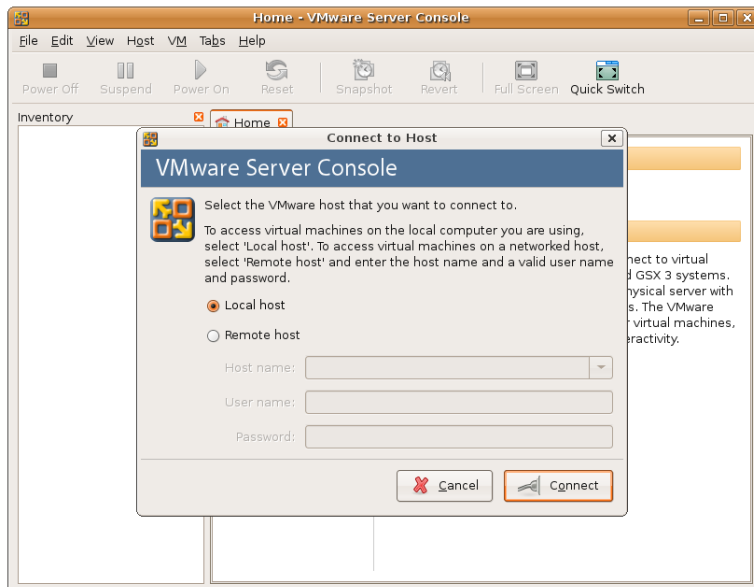 Home - VMware Server Console
File Edit View Host VM Tabs Help
Power Off Suspend Power On Reset Snapshot Revert Full Screen Quick Switch
Inventory
Home
Connect to Host
VMware Server Console
Select the VMware host that you want to connect to.
To access virtual machines on the local computer you are using,
select 'Local host'. To access virtual machines on a networked host,
select 'Remote host' and enter the host name and a valid user name
and password.
Local host
Remote host
Host name:
User name:
Password:
Cancel
Connect
to virtual
GSX 3 systems.
server with
The VMware
virtual machines,